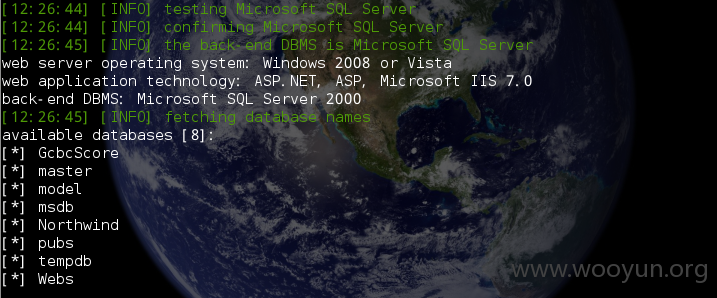 [12:26:44] [INFO] testing Microsoft SQL Server
[12:26:44] [INFO] confirming Microsoft SQL Server
[12:26:45] [INFO] the back-end DBMS is Microsoft SQL Server
web server operating system: Windows 2008 or Vista
web application technology: ASP.NET, ASP, Microsoft IIS 7.0
back-end DBMS: Microsoft SQL Server 2000
[12:26:45] [INFO] fetching database names
available databases [8]:
[*] GcbcScore
[*] master
[*] model
[*] msdb
[*] Northwind
[*] pubs
[*] tempdb
[*] Webs
www.wooyun.org